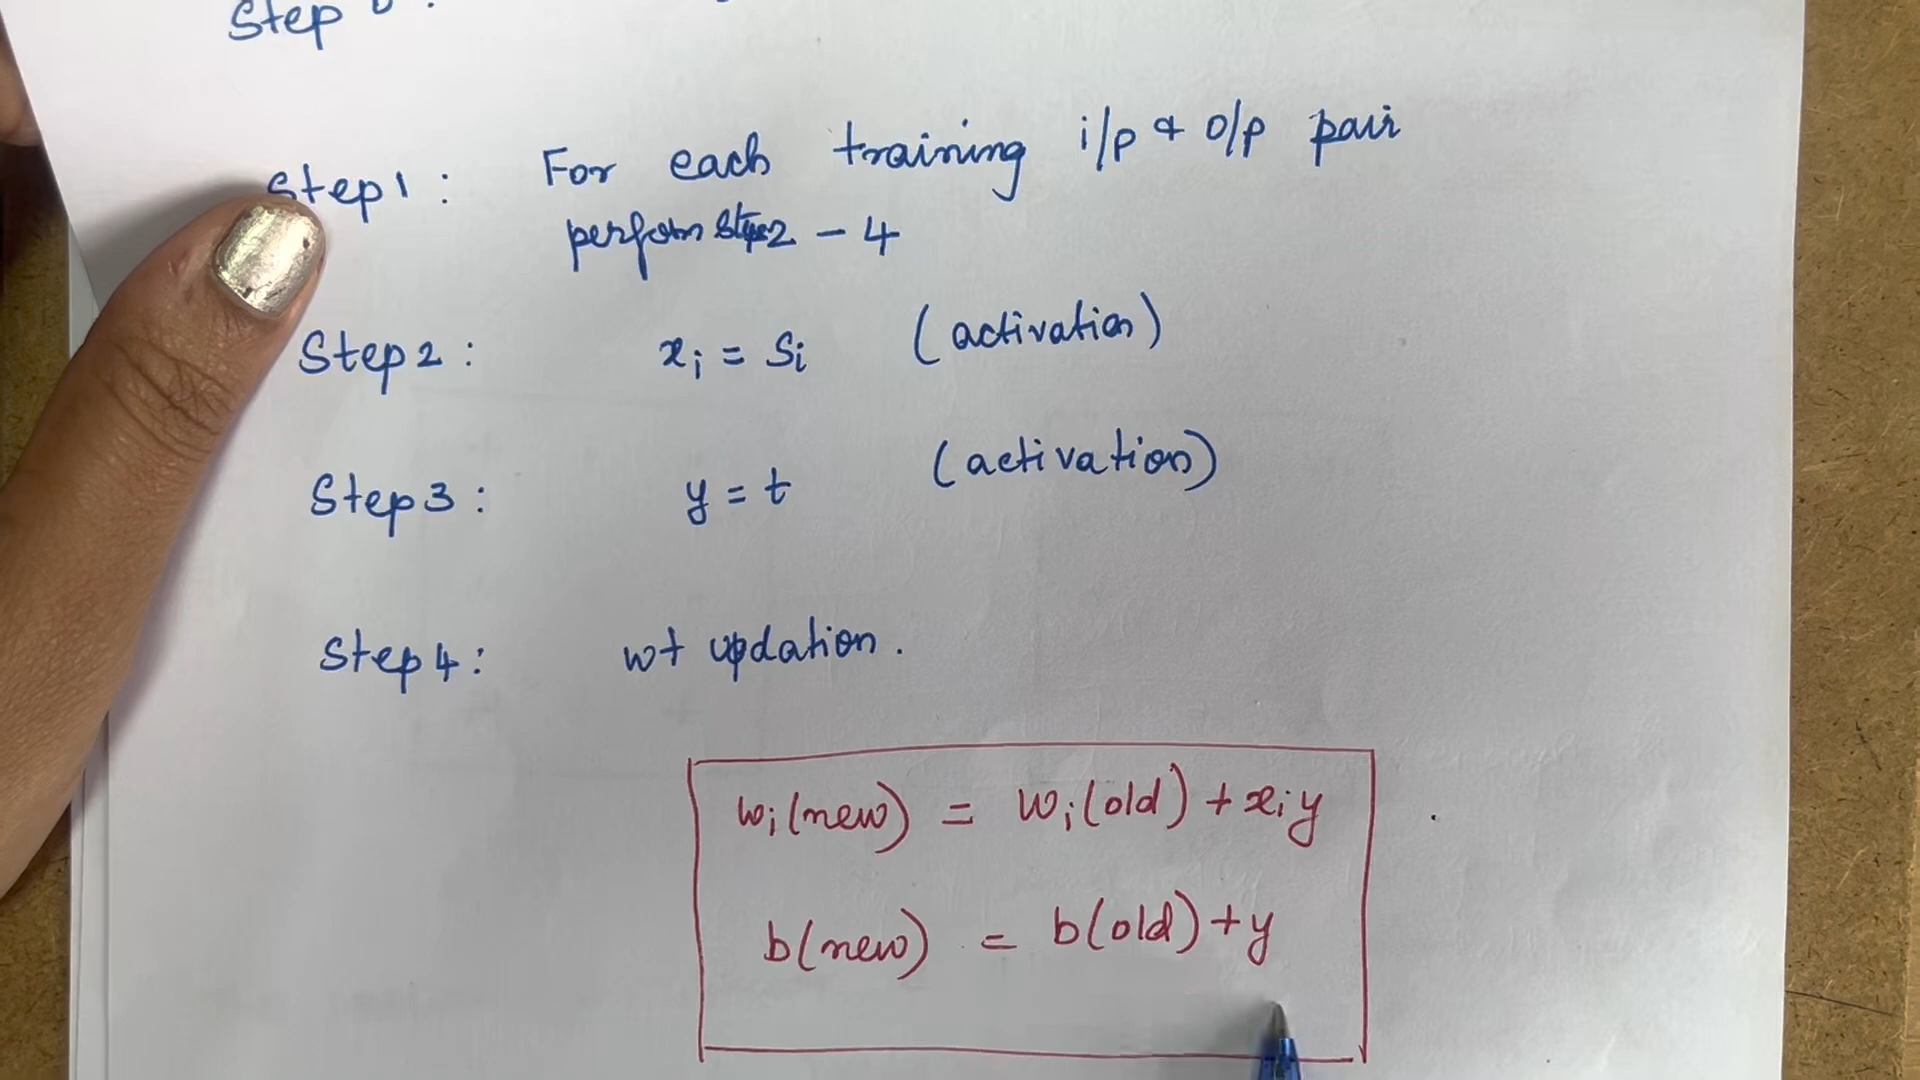 Step 0 :
Step 1 : For each training i/p & o/p pair
perform Step 2 - 4
Step 2 : xᵢ = Sᵢ (activation)
Step 3 : y = t (activation)
Step 4 : wt updation .
wᵢ(new) = wᵢ(old) + xᵢy
b(new) = b(old) + y